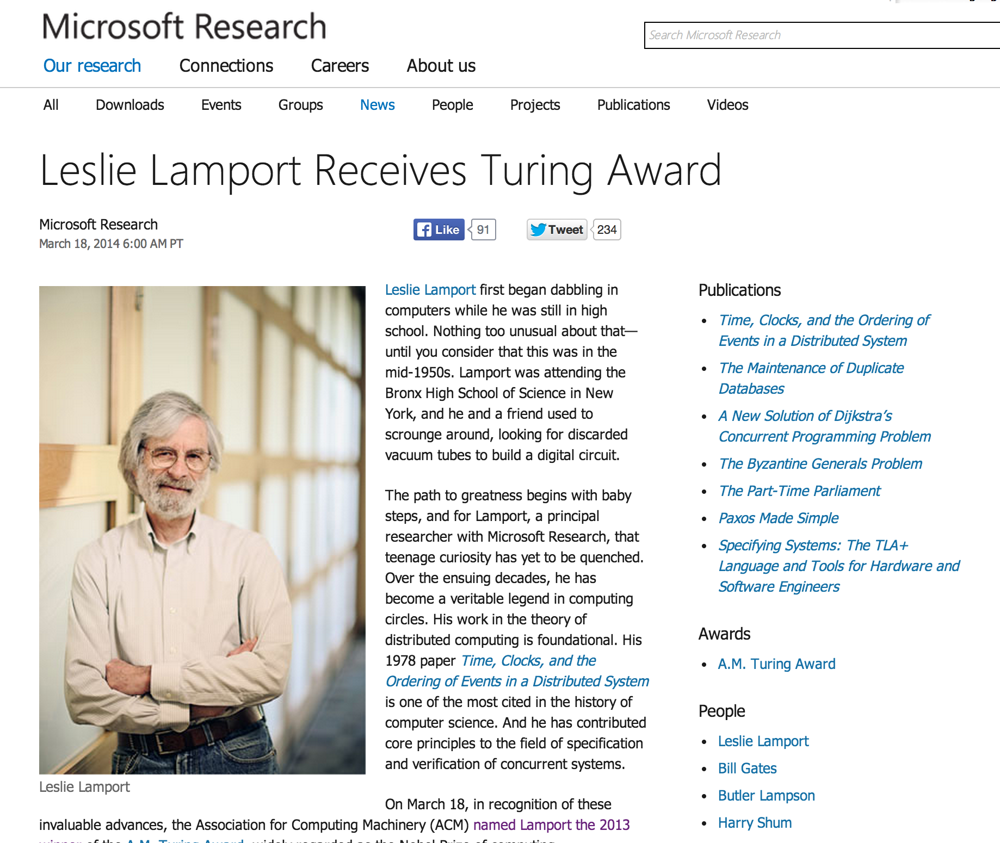 Microsoft Research
Search Microsoft Research
Our research Connections Careers About us
All Downloads Events Groups News People Projects Publications Videos
Leslie Lamport Receives Turing Award
Microsoft Research
March 18, 2014 6:00 AM PT
Like 91 Tweet 234
Leslie Lamport
Leslie Lamport first began dabbling in
computers while he was still in high
school. Nothing too unusual about that—
until you consider that this was in the
mid-1950s. Lamport was attending the
Bronx High School of Science in New
York, and he and a friend used to
scrounge around, looking for discarded
vacuum tubes to build a digital circuit.
The path to greatness begins with baby
steps, and for Lamport, a principal
researcher with Microsoft Research, that
teenage curiosity has yet to be quenched.
Over the ensuing decades, he has
become a veritable legend in computing
circles. His work in the theory of
distributed computing is foundational. His
1978 paper Time, Clocks, and the
Ordering of Events in a Distributed System
is one of the most cited in the history of
computer science. And he has contributed
core principles to the field of specification
and verification of concurrent systems.
On March 18, in recognition of these
invaluable advances, the Association for Computing Machinery (ACM) named Lamport the 2013
winner of the A.M. Turing Award, widely regarded as the Nobel Prize of computing.
Publications
• Time, Clocks, and the Ordering of
Events in a Distributed System
• The Maintenance of Duplicate
Databases
• A New Solution of Dijkstra’s
Concurrent Programming Problem
• The Byzantine Generals Problem
• The Part-Time Parliament
• Paxos Made Simple
• Specifying Systems: The TLA+
Language and Tools for Hardware and
Software Engineers
Awards
• A.M. Turing Award
People
• Leslie Lamport
• Bill Gates
• Butler Lampson
• Harry Shum